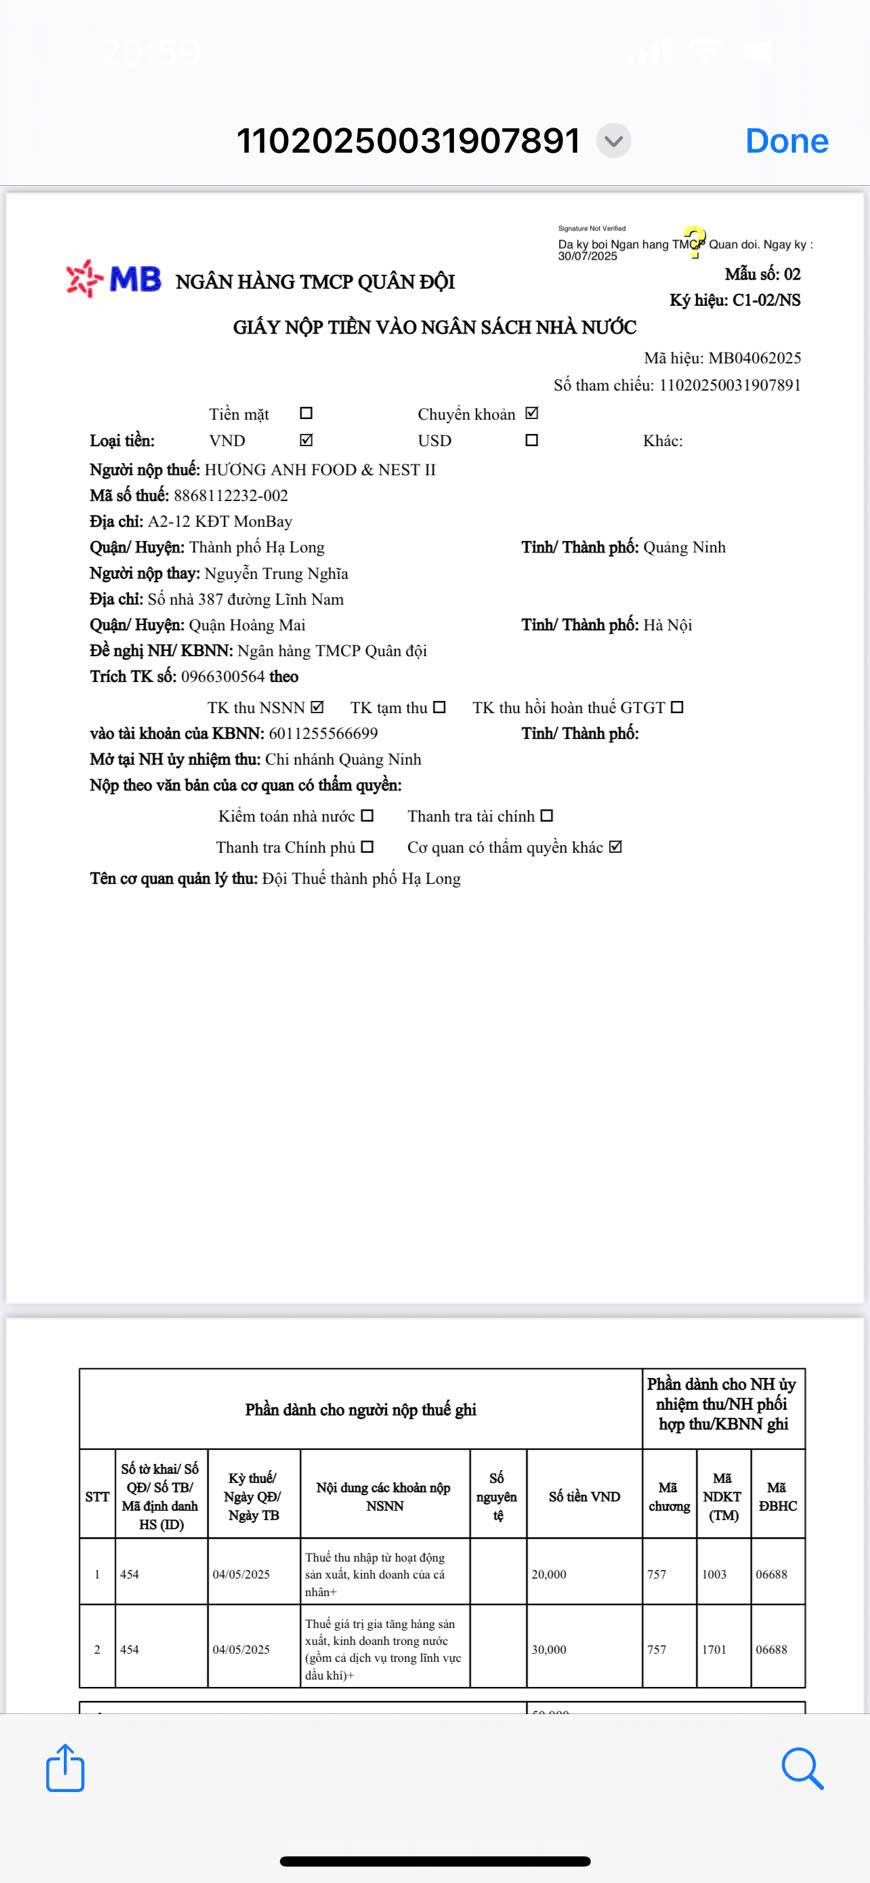 20:59
11020250031907891
Done
Signature Not Verified
Da ky boi Ngan hang TMCP Quan doi. Ngay ky :
30/07/2025
MB NGÂN HÀNG TMCP QUÂN ĐỘI
Mẫu số: 02
Ký hiệu: C1-02/NS
GIẤY NỘP TIỀN VÀO NGÂN SÁCH NHÀ NƯỚC
Mã hiệu: MB04062025
Số tham chiếu: 11020250031907891
Tiền mặt ☐ Chuyển khoản ☑
Loại tiền: VND ☑ USD ☐ Khác:
Người nộp thuế: HƯƠNG ANH FOOD & NEST II
Mã số thuế: 8868112232-002
Địa chỉ: A2-12 KĐT MonBay
Quận/ Huyện: Thành phố Hạ Long Tỉnh/ Thành phố: Quảng Ninh
Người nộp thay: Nguyễn Trung Nghĩa
Địa chỉ: Số nhà 387 đường Lĩnh Nam
Quận/ Huyện: Quận Hoàng Mai Tỉnh/ Thành phố: Hà Nội
Đề nghị NH/ KBNN: Ngân hàng TMCP Quân đội
Trích TK số: 0966300564 theo
TK thu NSNN ☑ TK tạm thu ☐ TK thu hồi hoàn thuế GTGT ☐
vào tài khoản của KBNN: 6011255566699 Tỉnh/ Thành phố:
Mở tại NH ủy nhiệm thu: Chi nhánh Quảng Ninh
Nộp theo văn bản của cơ quan có thẩm quyền:
Kiểm toán nhà nước ☐ Thanh tra tài chính ☐
Thanh tra Chính phủ ☐ Cơ quan có thẩm quyền khác ☑
Tên cơ quan quản lý thu: Đội Thuế thành phố Hạ Long
Phần dành cho người nộp thuế ghi
Phần dành cho NH ủy
nhiệm thu/NH phối
hợp thu/KBNN ghi
STT
Số tờ khai/ Số
QĐ/ Số TB/
Mã định danh
HS (ID)
Kỳ thuế/
Ngày QĐ/
Ngày TB
Nội dung các khoản nộp
NSNN
Số
nguyên
tệ
Số tiền VND
Mã
chương
Mã
NDKT
(TM)
Mã
ĐBHC
1
454
04/05/2025
Thuế thu nhập từ hoạt động
sản xuất, kinh doanh của cá
nhân+
20,000
757
1003
06688
2
454
04/05/2025
Thuế giá trị gia tăng hàng sản
xuất, kinh doanh trong nước
(gồm cả dịch vụ trong lĩnh vực
dầu khí)+
30,000
757
1701
06688